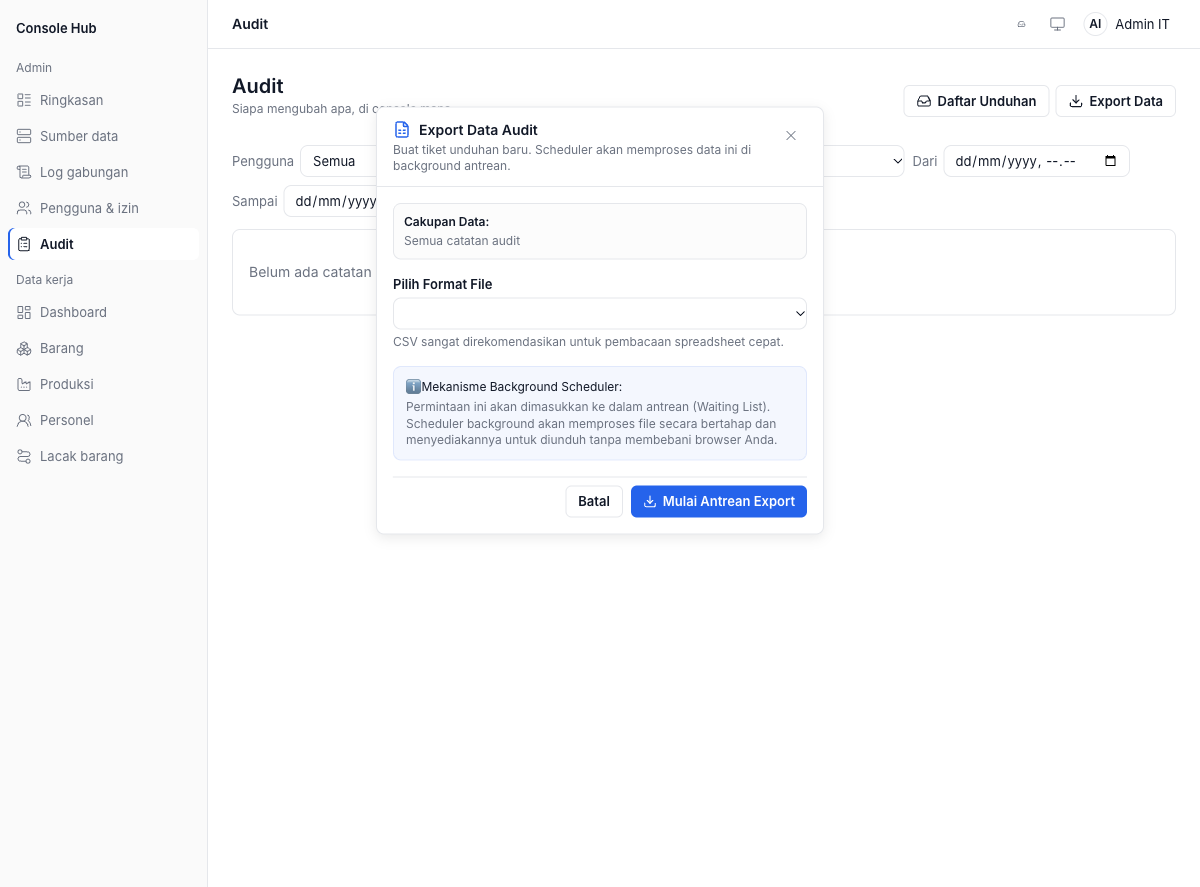 Console Hub
Admin
Ringkasan
Sumber data
Log gabungan
Pengguna & izin
Audit
Data kerja
Dashboard
Barang
Produksi
Personel
Lacak barang
Audit
AI Admin IT
Audit
Siapa mengubah apa, di
Daftar Unduhan
Export Data
Pengguna Semua
Dari dd/mm/yyyy, --.--
Sampai dd/mm/yyyy
Belum ada catatan
Export Data Audit
Buat tiket unduhan baru. Scheduler akan memproses data ini di
background antrean.
Cakupan Data:
Semua catatan audit
Pilih Format File
CSV sangat direkomendasikan untuk pembacaan spreadsheet cepat.
ℹ️Mekanisme Background Scheduler:
Permintaan ini akan dimasukkan ke dalam antrean (Waiting List).
Scheduler background akan memproses file secara bertahap dan
menyediakannya untuk diunduh tanpa membebani browser Anda.
Batal
Mulai Antrean Export